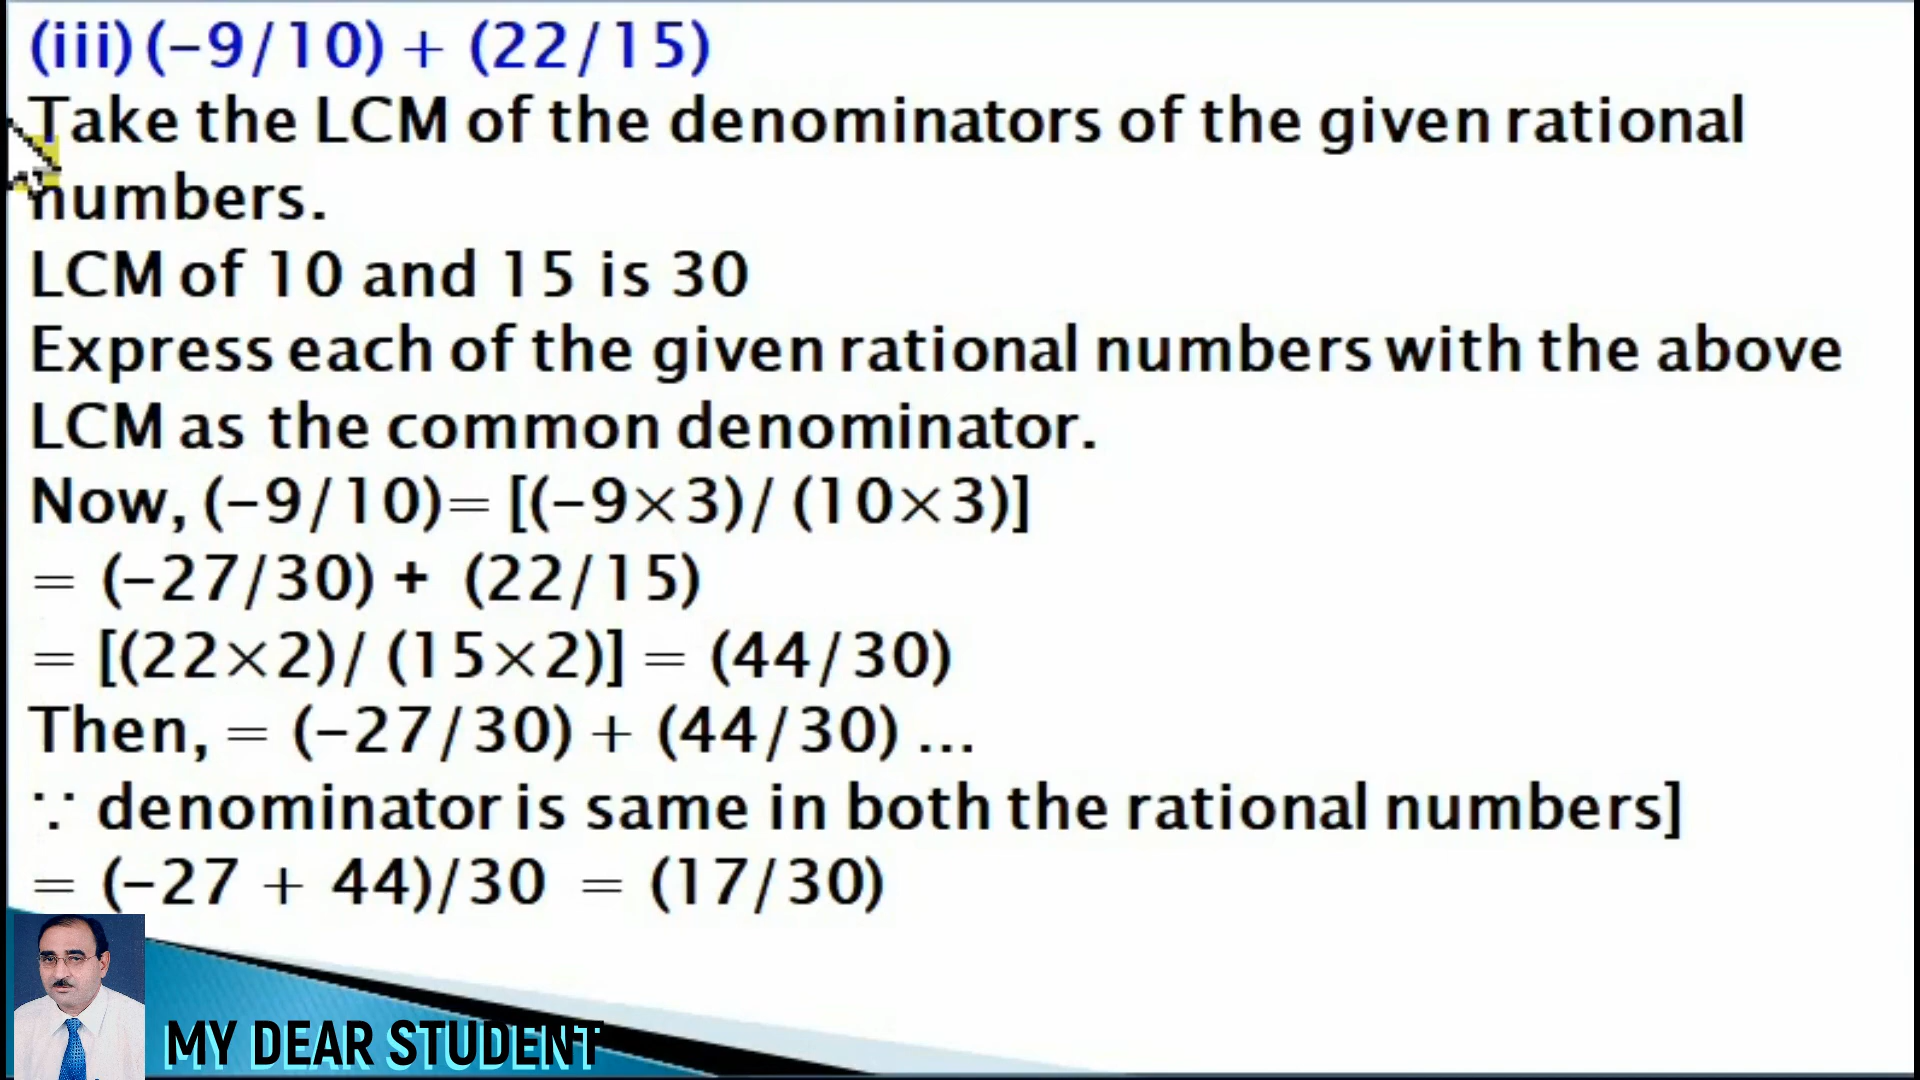 (iii) (-9/10) + (22/15)
Take the LCM of the denominators of the given rational
numbers.
LCM of 10 and 15 is 30
Express each of the given rational numbers with the above
LCM as the common denominator.
Now, (-9/10)= [(-9×3)/ (10×3)]
= (-27/30) + (22/15)
= [(22×2)/ (15×2)] = (44/30)
Then, = (-27/30) + (44/30) ...
∵ denominator is same in both the rational numbers]
= (-27 + 44)/30 = (17/30)
MY DEAR STUDENT